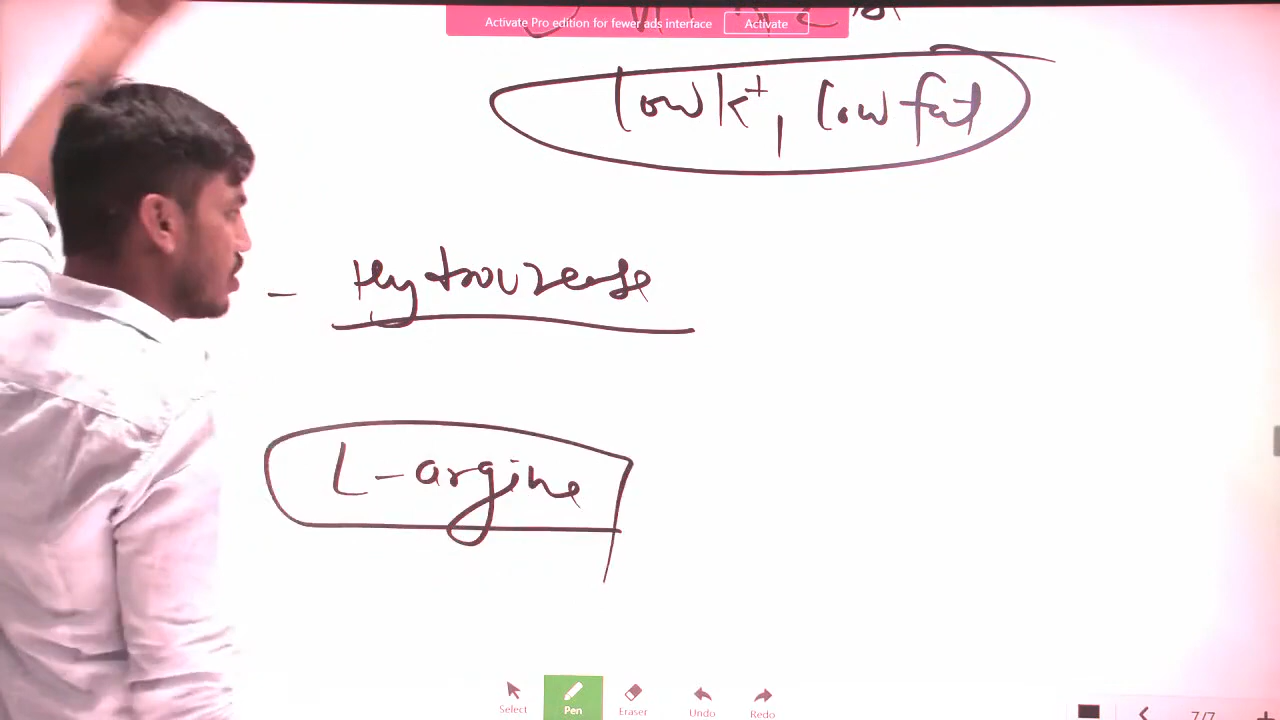 Activate Pro edition for fewer ads interface Activate
low k+, low fat
L-argine
Select Pen Eraser Undo Redo 7/7